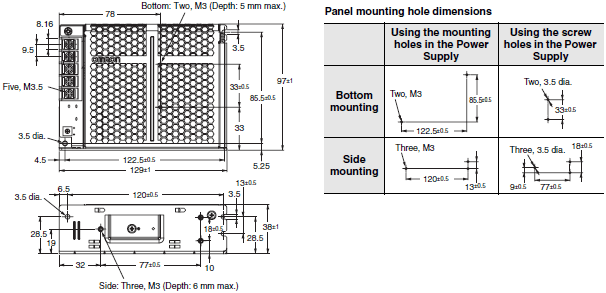 Bottom: Two, M3 (Depth: 5 mm max.)
78
8.16
9.5
3.5
Five, M3.5
33±0.5
85.5±0.5
97±1
33
3.5 dia.
4.5
122.5±0.5
5.25
129±1
13±0.5
6.5
120±0.5
3.5
3.5 dia.
28.5
19
18±0.5
28.5
38±1
32
77±0.5
10
Side: Three, M3 (Depth: 6 mm max.)
Panel mounting hole dimensions
Using the mounting
holes in the Power
Supply
Using the screw
holes in the Power
Supply
Bottom
mounting
Two, M3
85.5±0.5
122.5±0.5
Two, 3.5 dia.
33±0.5
Side
mounting
Three, M3
120±0.5
13±0.5
Three, 3.5 dia.
18±0.5
9±0.5
77±0.5